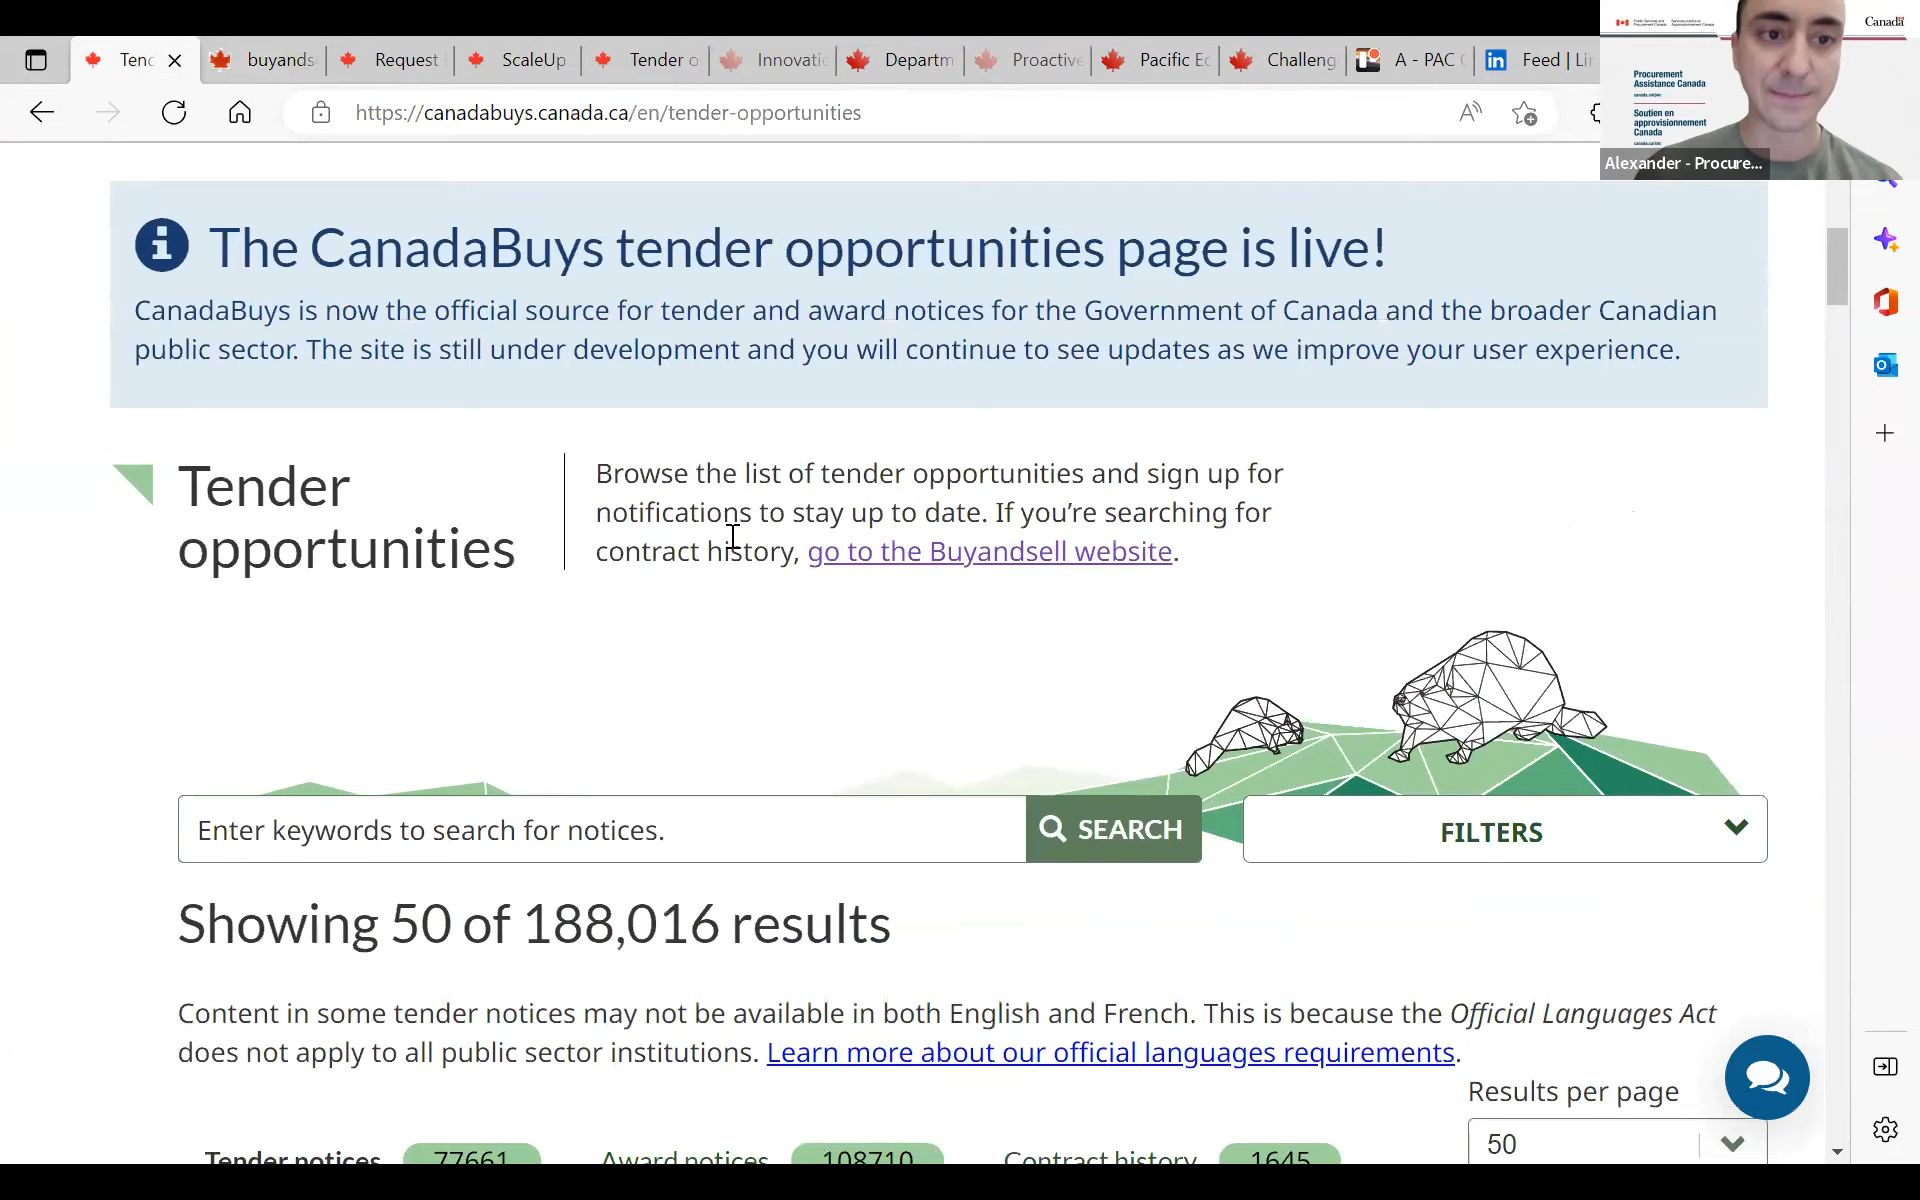 Tenc
buyands
Request
ScaleUp
Tender o
Innovatic
Departm
Proactive
Pacific Ec
Challeng
A - PAC
Feed | Li
https://canadabuys.canada.ca/en/tender-opportunities
Canada
Procurement
Assistance Canada
Soutien en
approvisionnement
Canada
Alexander - Procure...
The CanadaBuys tender opportunities page is live!
CanadaBuys is now the official source for tender and award notices for the Government of Canada and the broader Canadian
public sector. The site is still under development and you will continue to see updates as we improve your user experience.
Tender
opportunities
Browse the list of tender opportunities and sign up for
notifications to stay up to date. If you're searching for
contract history, go to the Buyandsell website.
Enter keywords to search for notices.
SEARCH
FILTERS
Showing 50 of 188,016 results
Content in some tender notices may not be available in both English and French. This is because the Official Languages Act
does not apply to all public sector institutions. Learn more about our official languages requirements.
Results per page
50
Tender notices 77661 Award notices 108710 Contract history 1645